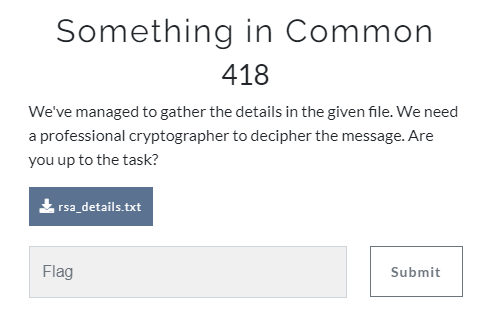 Something in Common
418
We've managed to gather the details in the given file. We need
a professional cryptographer to decipher the message. Are
you up to the task?
rsa_details.txt
Flag
Submit